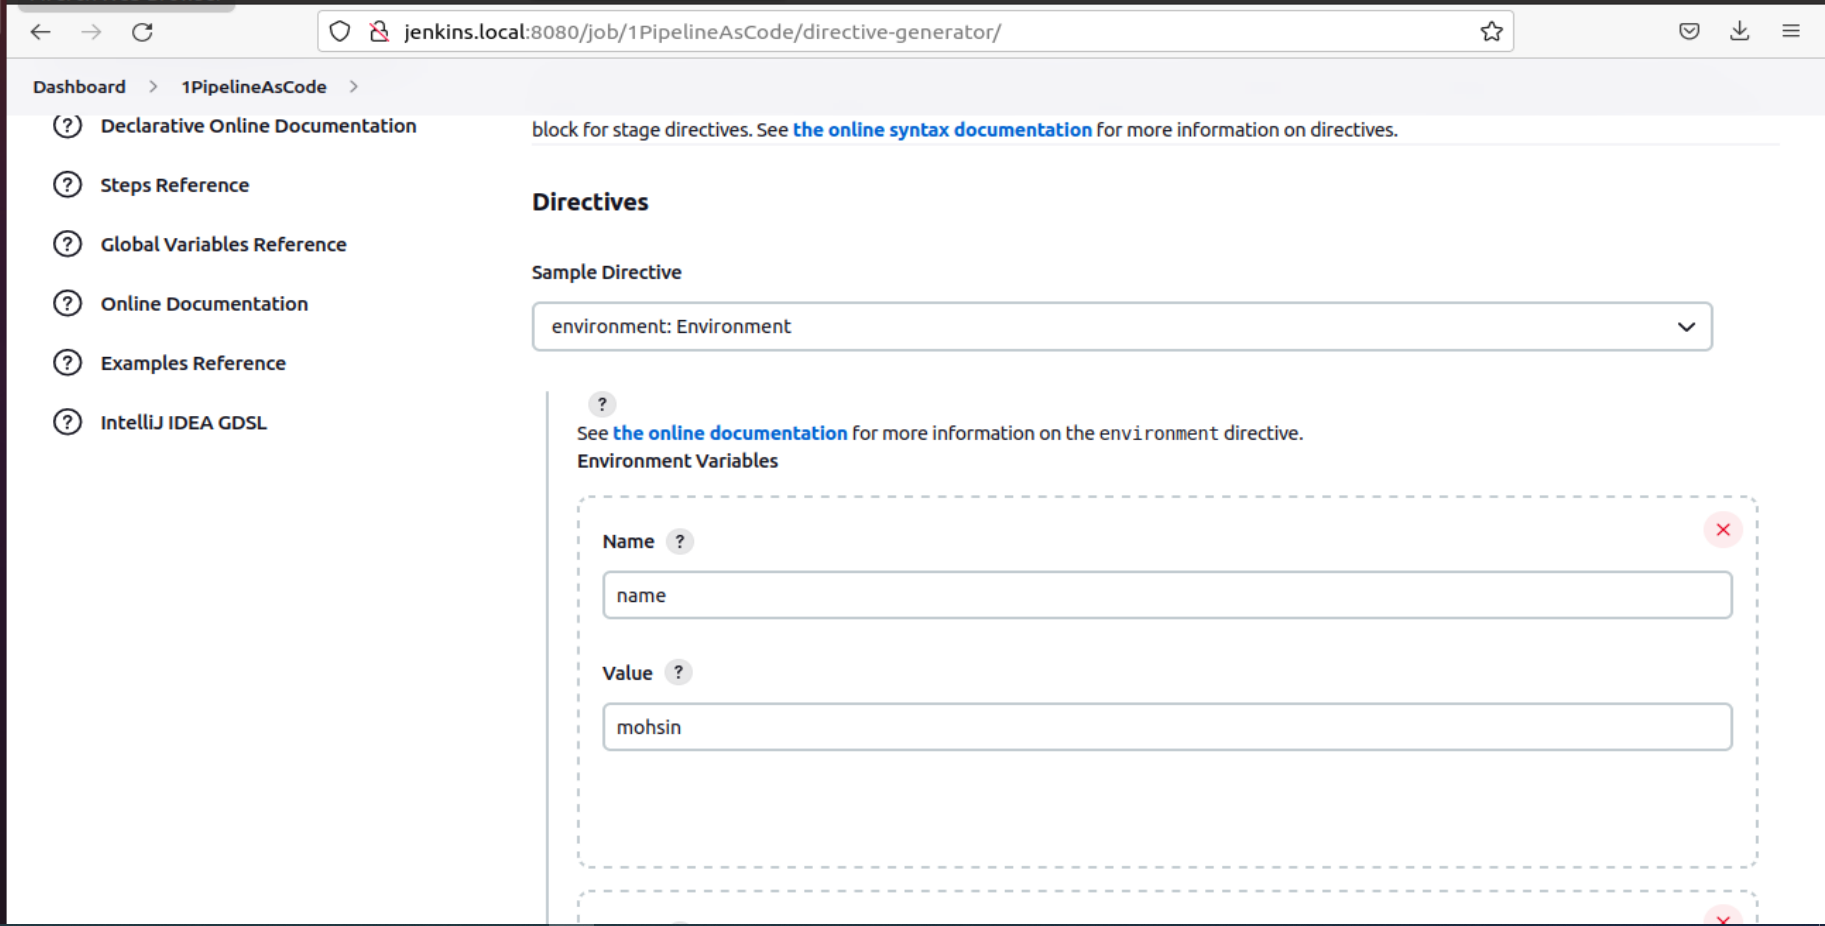 jenkins.local:8080/job/1PipelineAsCode/directive-generator/
Dashboard > 1PipelineAsCode >
? Declarative Online Documentation
? Steps Reference
? Global Variables Reference
? Online Documentation
? Examples Reference
? IntelliJ IDEA GDSL
block for stage directives. See the online syntax documentation for more information on directives.
Directives
Sample Directive
environment: Environment
?
See the online documentation for more information on the environment directive.
Environment Variables
Name ?
name
Value ?
mohsin